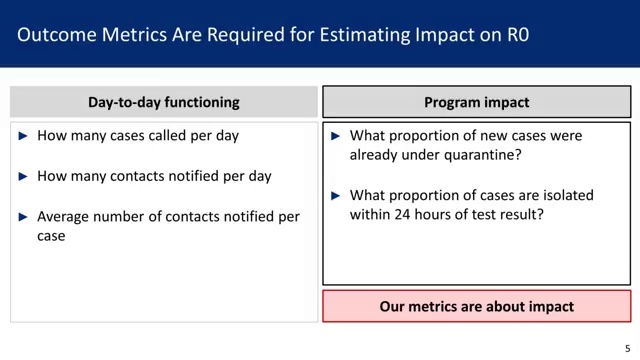 Outcome Metrics Are Required for Estimating Impact on R0
Day-to-day functioning
► How many cases called per day
► How many contacts notified per day
► Average number of contacts notified per
case
Program impact
► What proportion of new cases were
already under quarantine?
► What proportion of cases are isolated
within 24 hours of test result?
Our metrics are about impact
5